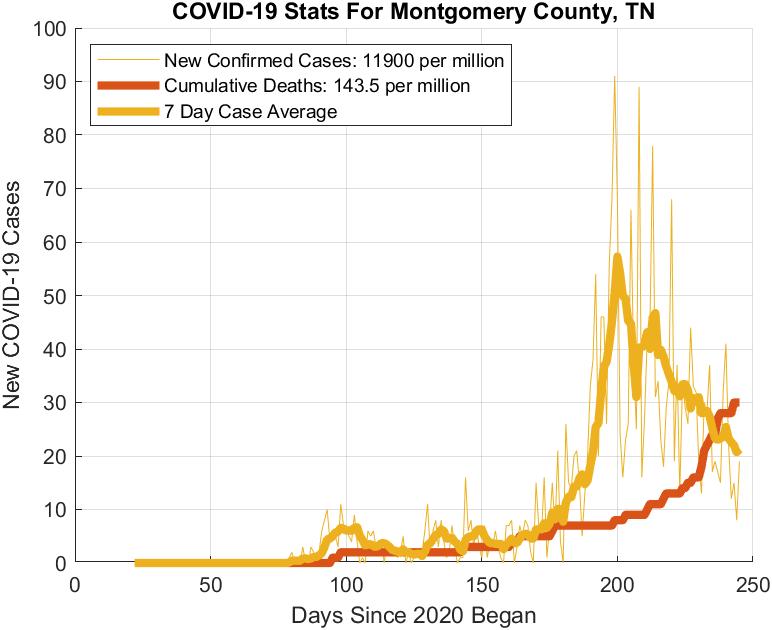 COVID-19 Stats For Montgomery County, TN
New Confirmed Cases: 11900 per million
Cumulative Deaths: 143.5 per million
7 Day Case Average
New COVID-19 Cases
100
90
80
70
60
50
40
30
20
10
0
0 50 100 150 200 250
Days Since 2020 Began